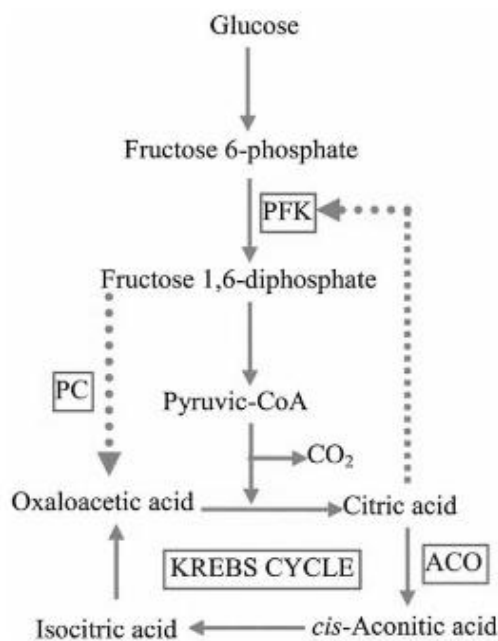 Glucose
Fructose 6-phosphate
PFK
Fructose 1,6-diphosphate
PC
Pyruvic-CoA
CO₂
Oxaloacetic acid
Citric acid
KREBS CYCLE
ACO
Isocitric acid
cis-Aconitic acid